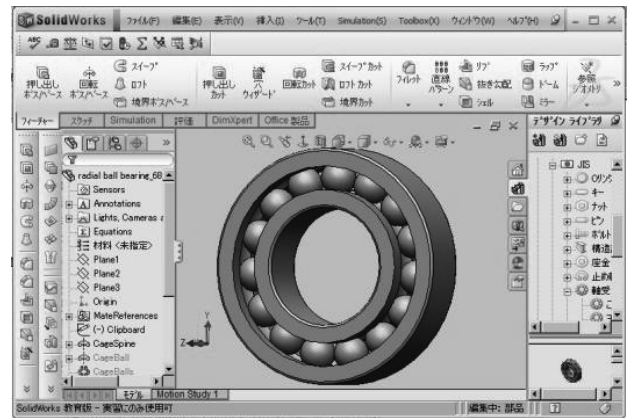 SolidWorks ファイル(F) 編集(E) 表示(V) 挿入(I) ツール(T) Simulation(S) Toolbox(X) ウィンドウ(W) ヘルプ(H)
押し出し ボス/ベース
回転 ボス/ベース
スイープ
ロフト
境界ボス/ベース
押し出し カット
穴 ウィザード
回転カット
スイープ カット
ロフト カット
境界カット
フィレット
直線 パターン
リブ
抜き勾配
シェル
ラップ
ドーム
ミラー
参照 ジオメトリ
フィーチャー スケッチ Simulation 評価 DimXpert Office 製品
デザイン ライブラリ
radial ball bearing_68
Sensors
Annotations
Lights, Cameras a
Equations
材料 <未指定>
Plane1
Plane2
Plane3
Origin
MateReferences
(-) Clipboard
CageSpine
CageBall
CageBalls
Y
Z
JIS
Oリング
キー
ナット
ピン
ボルト
構造
座金
止め輪
軸受
モデル Motion Study 1
SolidWorks 教育版 - 実習にのみ使用可
編集中: 部品